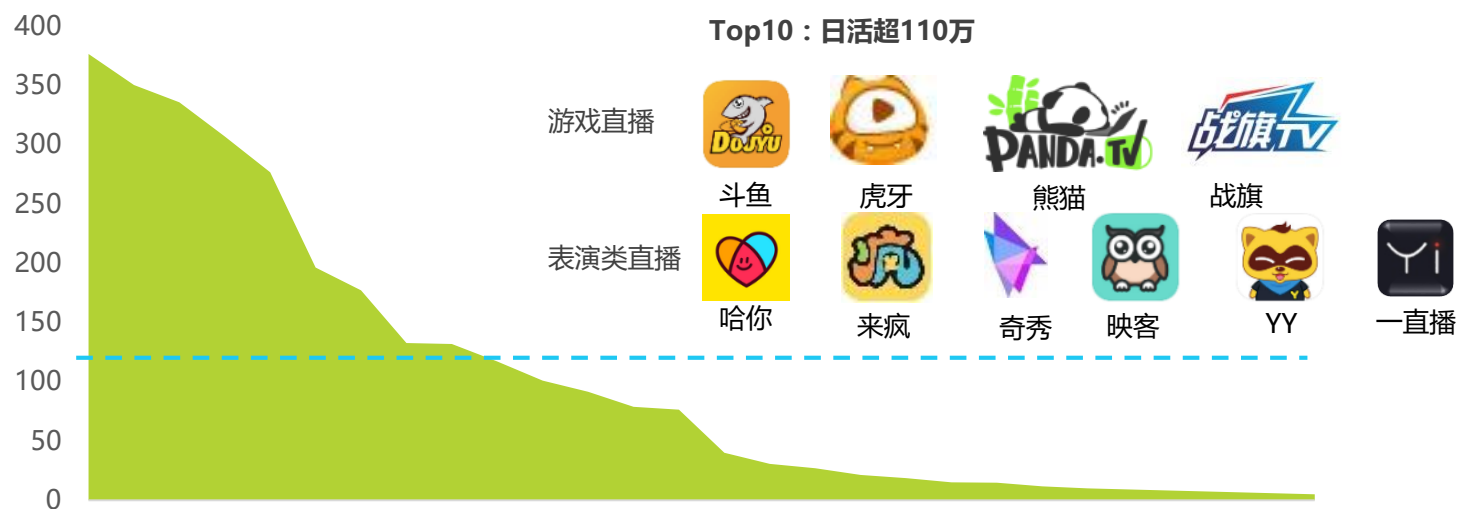 400
350
300
250
200
150
100
50
0
Top10：日活超110万
游戏直播
DOUYU
PANDA.TV
战旗TV
斗鱼
虎牙
熊猫
战旗
表演类直播
疯
Y
Yi
哈你
来疯
奇秀
映客
YY
一直播